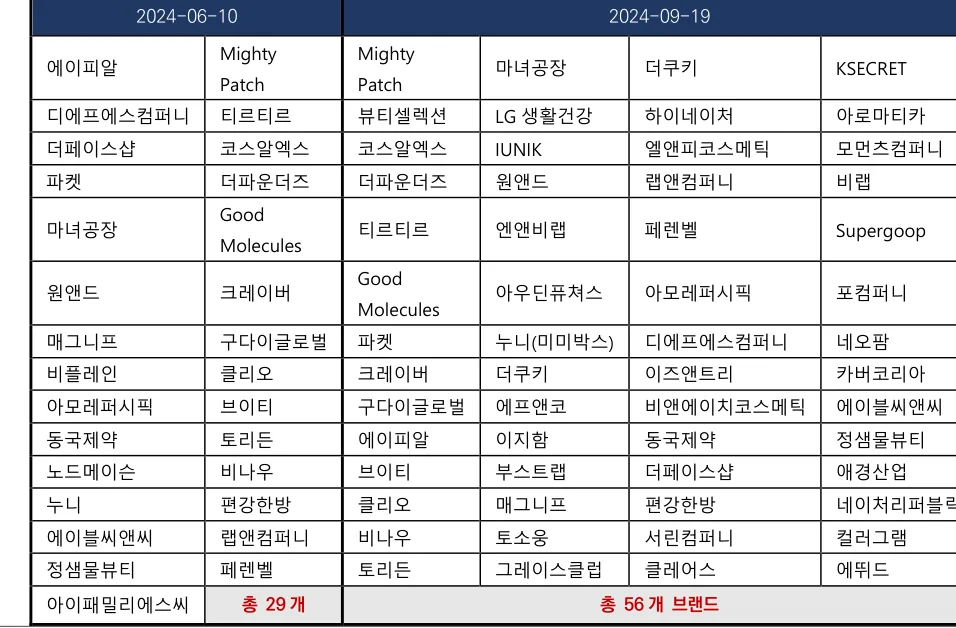 2024-06-10 2024-09-19
에이피알 Mighty Patch Mighty Patch 마녀공장 더쿠키 KSECRET
디에프에스컴퍼니 티르티르 뷰티셀렉션 LG 생활건강 하이네이처 아로마티카
더페이스샵 코스알엑스 코스알엑스 IUNIK 엘앤피코스메틱 모먼츠컴퍼니
파켓 더파운더즈 더파운더즈 원앤드 랩앤컴퍼니 비랩
마녀공장 Good Molecules 티르티르 엔앤비랩 페렌벨 Supergoop
원앤드 크레이버 Good Molecules 아우딘퓨쳐스 아모레퍼시픽 포컴퍼니
매그니프 구다이글로벌 파켓 누니(미미박스) 디에프에스컴퍼니 네오팜
비플레인 클리오 크레이버 더쿠키 이즈앤트리 카버코리아
아모레퍼시픽 브이티 구다이글로벌 에프앤코 비앤에이치코스메틱 에이블씨앤씨
동국제약 토리든 에이피알 이지함 동국제약 정샘물뷰티
노드메이슨 비나우 브이티 부스트랩 더페이스샵 애경산업
누니 편강한방 클리오 매그니프 편강한방 네이처리퍼블릭
에이블씨앤씨 랩앤컴퍼니 비나우 토소웅 서린컴퍼니 컬러그램
정샘물뷰티 페렌벨 토리든 그레이스클럽 클레어스 에뛰드
아이패밀리에스씨 총 29개 총 56개 브랜드